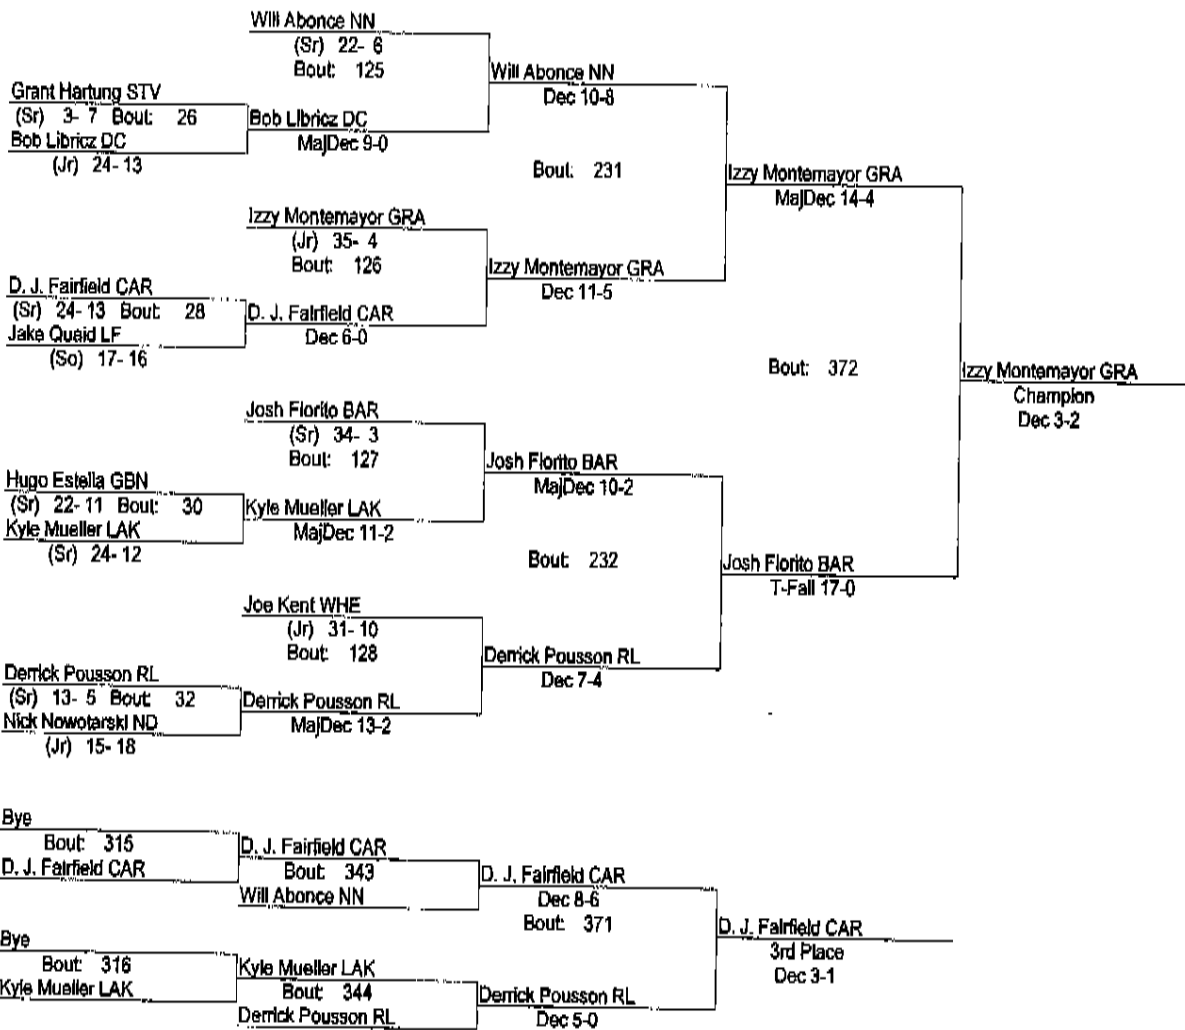 Will Abonce NN
(Sr) 22- 6
Bout: 125
Will Abonce NN
Dec 10-8
Grant Hartung STV
(Sr) 3- 7 Bout: 26
Bob Libricz DC
(Jr) 24- 13
Bob Libricz DC
MajDec 9-0
Bout: 231
Izzy Montemayor GRA
MajDec 14-4
Izzy Montemayor GRA
(Jr) 35- 4
Bout: 126
Izzy Montemayor GRA
Dec 11-5
D. J. Fairfield CAR
(Sr) 24- 13 Bout: 28
Jake Quaid LF
(So) 17- 16
D. J. Fairfield CAR
Dec 6-0
Bout: 372
Izzy Montemayor GRA
Champion
Dec 3-2
Josh Fiorito BAR
(Sr) 34- 3
Bout: 127
Josh Fiorito BAR
MajDec 10-2
Hugo Estella GBN
(Sr) 22- 11 Bout: 30
Kyle Mueller LAK
(Sr) 24- 12
Kyle Mueller LAK
MajDec 11-2
Bout: 232
Josh Fiorito BAR
T-Fall 17-0
Joe Kent WHE
(Jr) 31- 10
Bout: 128
Derrick Pousson RL
Dec 7-4
Derrick Pousson RL
(Sr) 13- 5 Bout: 32
Nick Nowotarski ND
(Jr) 15- 18
Derrick Pousson RL
MajDec 13-2
Bye
Bout: 315
D. J. Fairfield CAR
D. J. Fairfield CAR
Bout: 343
Will Abonce NN
D. J. Fairfield CAR
Dec 8-6
Bout: 371
D. J. Fairfield CAR
3rd Place
Dec 3-1
Bye
Bout: 316
Kyle Mueller LAK
Kyle Mueller LAK
Bout: 344
Derrick Pousson RL
Derrick Pousson RL
Dec 5-0